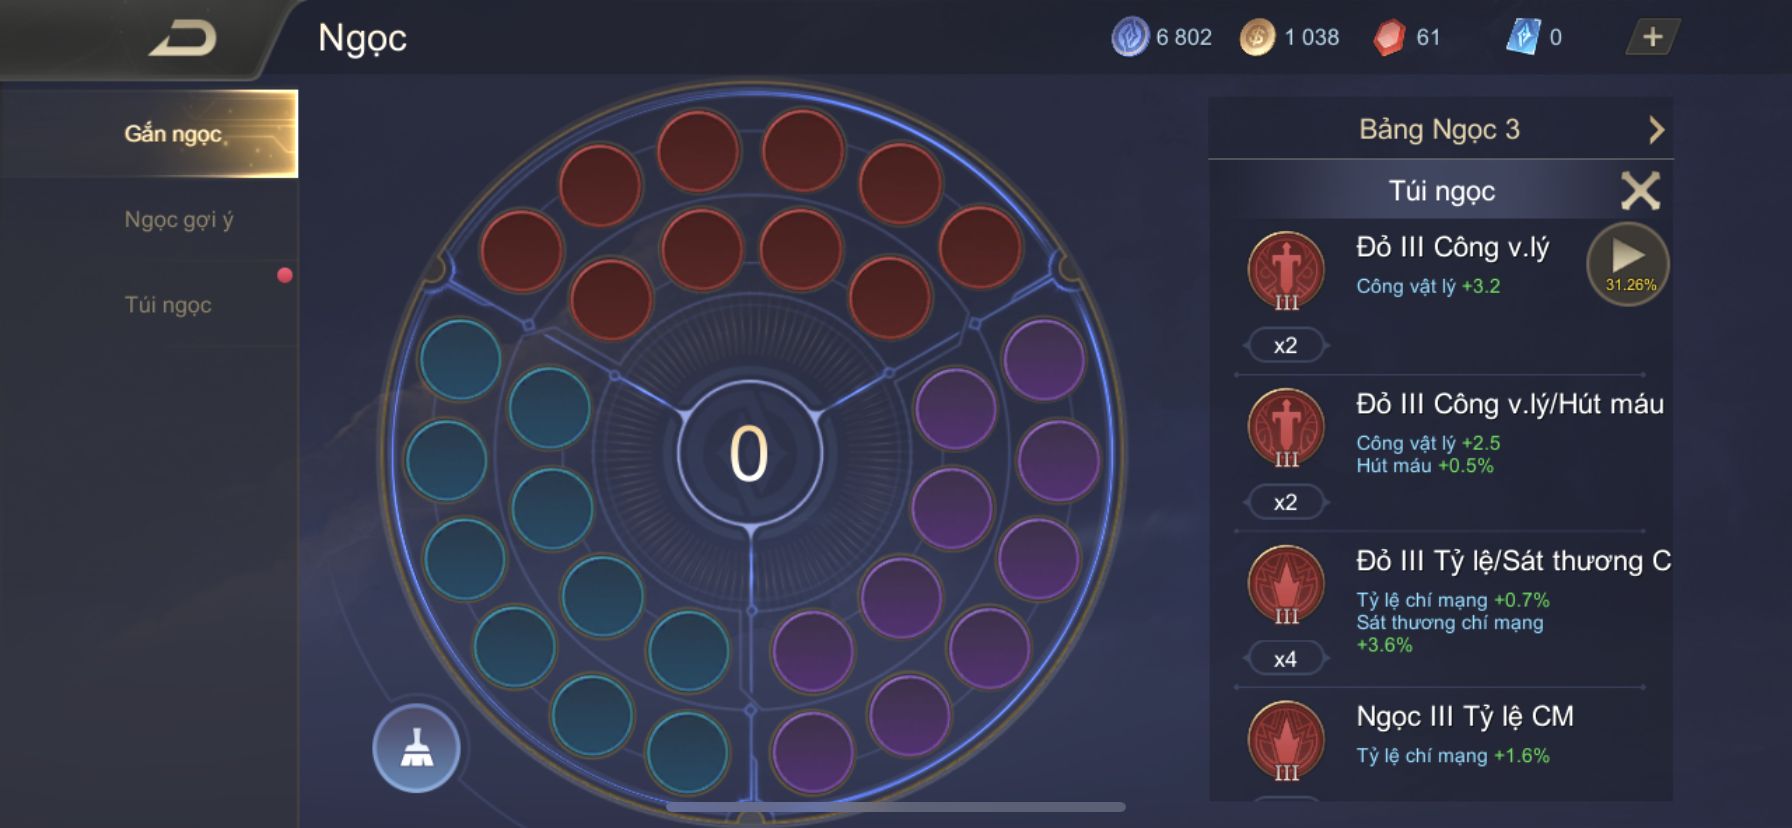 Ngọc
6 802
1 038
61
0
Gắn ngọc
Ngọc gợi ý
Túi ngọc
0
Bảng Ngọc 3
Túi ngọc
Đỏ III Công v.lý
Công vật lý +3.2
31.26%
III
x2
Đỏ III Công v.lý/Hút máu
Công vật lý +2.5
Hút máu +0.5%
III
x2
Đỏ III Tỷ lệ/Sát thương C
Tỷ lệ chí mạng +0.7%
Sát thương chí mạng
+3.6%
III
x4
Ngọc III Tỷ lệ CM
Tỷ lệ chí mạng +1.6%
III